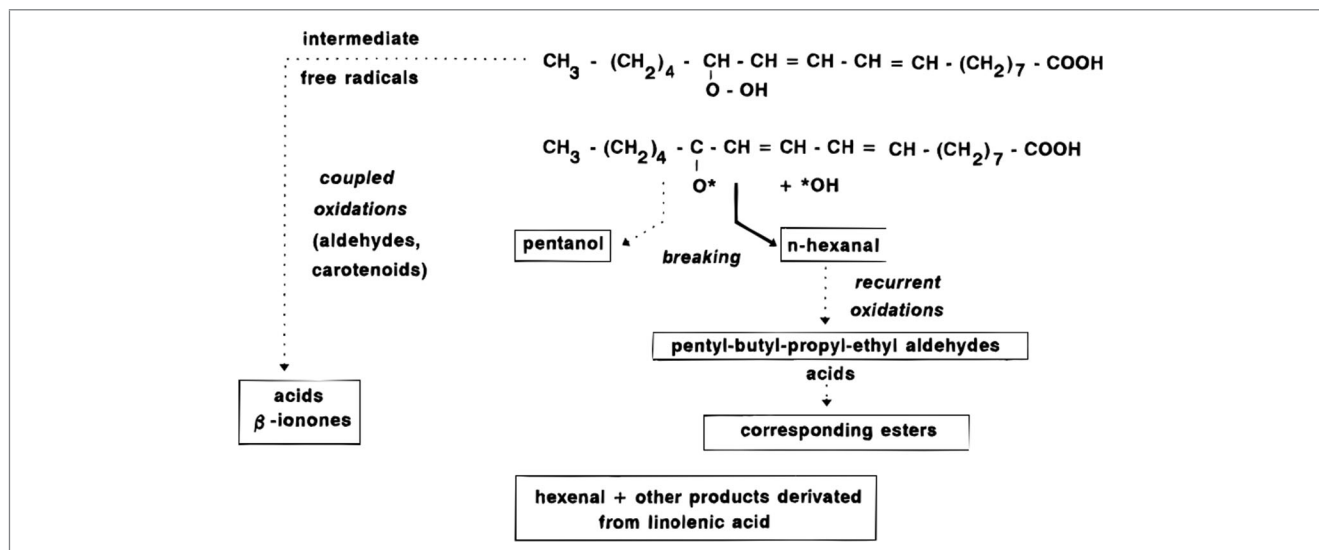 intermediate
free radicals
CH3 - (CH2)4 - CH - CH = CH - CH = CH - (CH2)7 - COOH
O - OH
CH3 - (CH2)4 - C - CH = CH - CH = CH - (CH2)7 - COOH
O* + *OH
coupled
oxidations
(aldehydes,
carotenoids)
pentanol
breaking
n-hexanal
recurrent
oxidations
pentyl-butyl-propyl-ethyl aldehydes
acids
corresponding esters
acids
β-ionones
hexenal + other products derivated
from linolenic acid